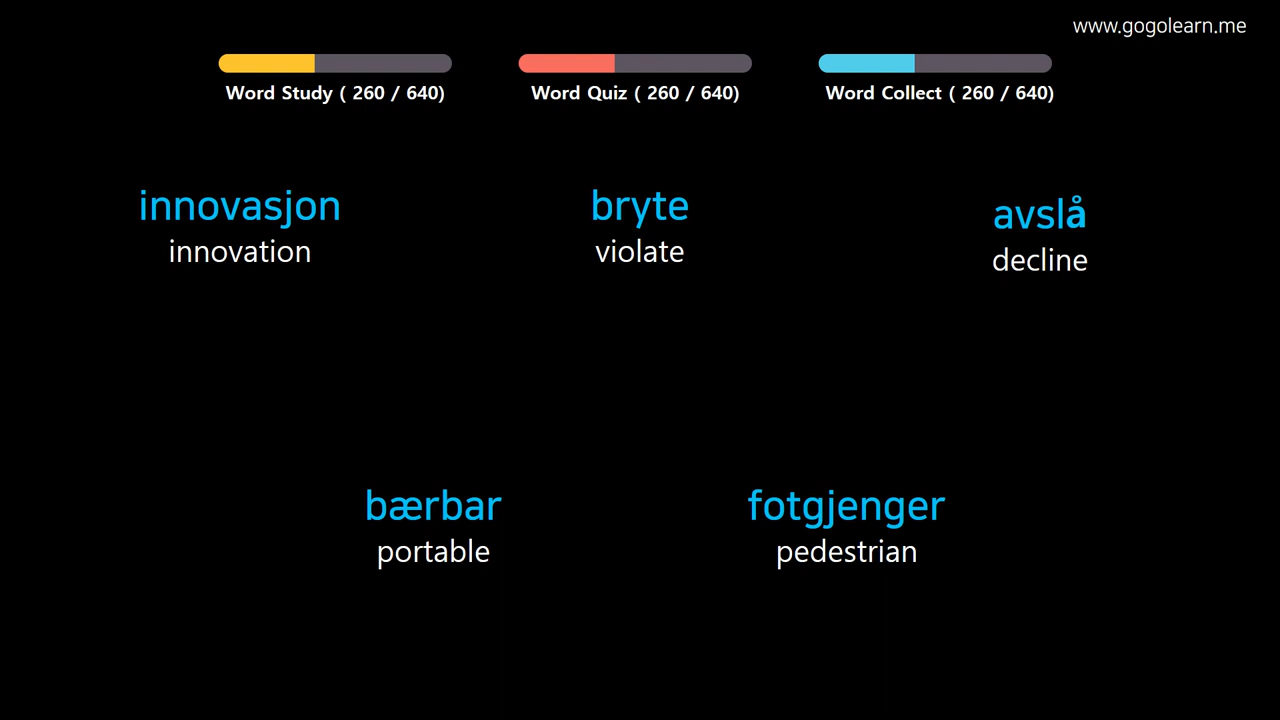 www.gogolearn.me
Word Study ( 260 / 640)
Word Quiz ( 260 / 640)
Word Collect ( 260 / 640)
innovasjon
innovation
bryte
violate
avslå
decline
bærbar
portable
fotgjenger
pedestrian